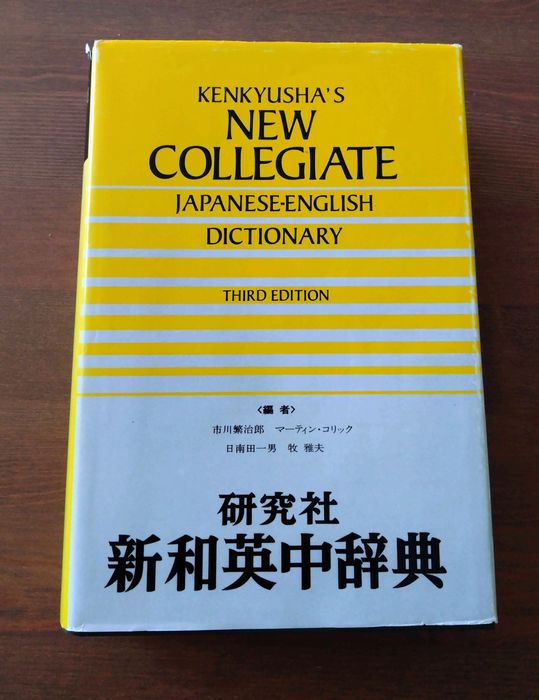 KENKYUSHA'S
NEW
COLLEGIATE
JAPANESE-ENGLISH
DICTIONARY
THIRD EDITION
〈編 者〉
市川繁治郎 マーティン・コリック
日南田一男 牧 雅夫
研究社
新和英中辞典